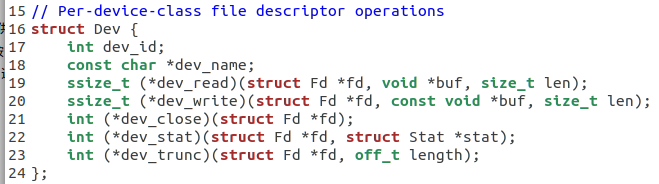 15 // Per-device-class file descriptor operations
16 struct Dev {
17     int dev_id;
18     const char *dev_name;
19     ssize_t (*dev_read)(struct Fd *fd, void *buf, size_t len);
20     ssize_t (*dev_write)(struct Fd *fd, const void *buf, size_t len);
21     int (*dev_close)(struct Fd *fd);
22     int (*dev_stat)(struct Fd *fd, struct Stat *stat);
23     int (*dev_trunc)(struct Fd *fd, off_t length);
24 };